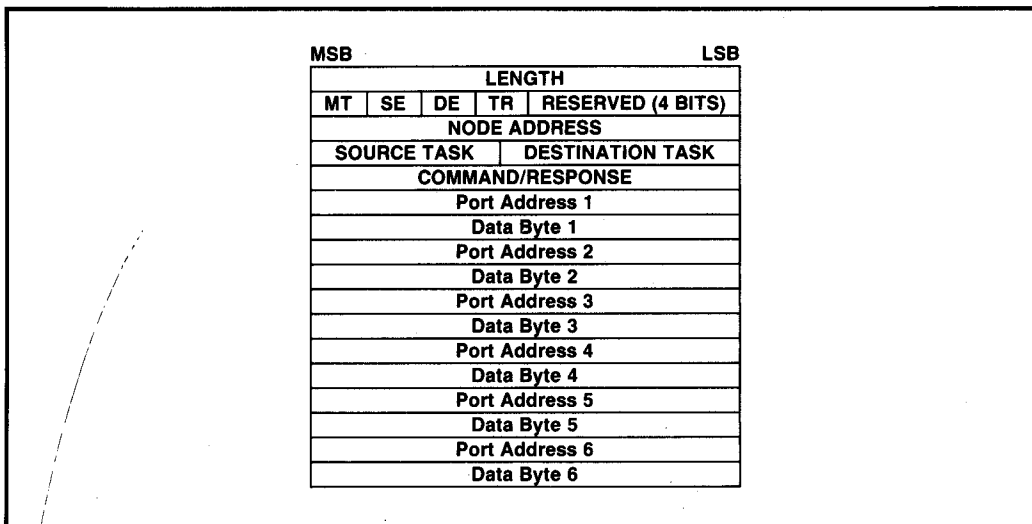 MSB LSB
LENGTH
MT SE DE TR RESERVED (4 BITS)
NODE ADDRESS
SOURCE TASK DESTINATION TASK
COMMAND/RESPONSE
Port Address 1
Data Byte 1
Port Address 2
Data Byte 2
Port Address 3
Data Byte 3
Port Address 4
Data Byte 4
Port Address 5
Data Byte 5
Port Address 6
Data Byte 6